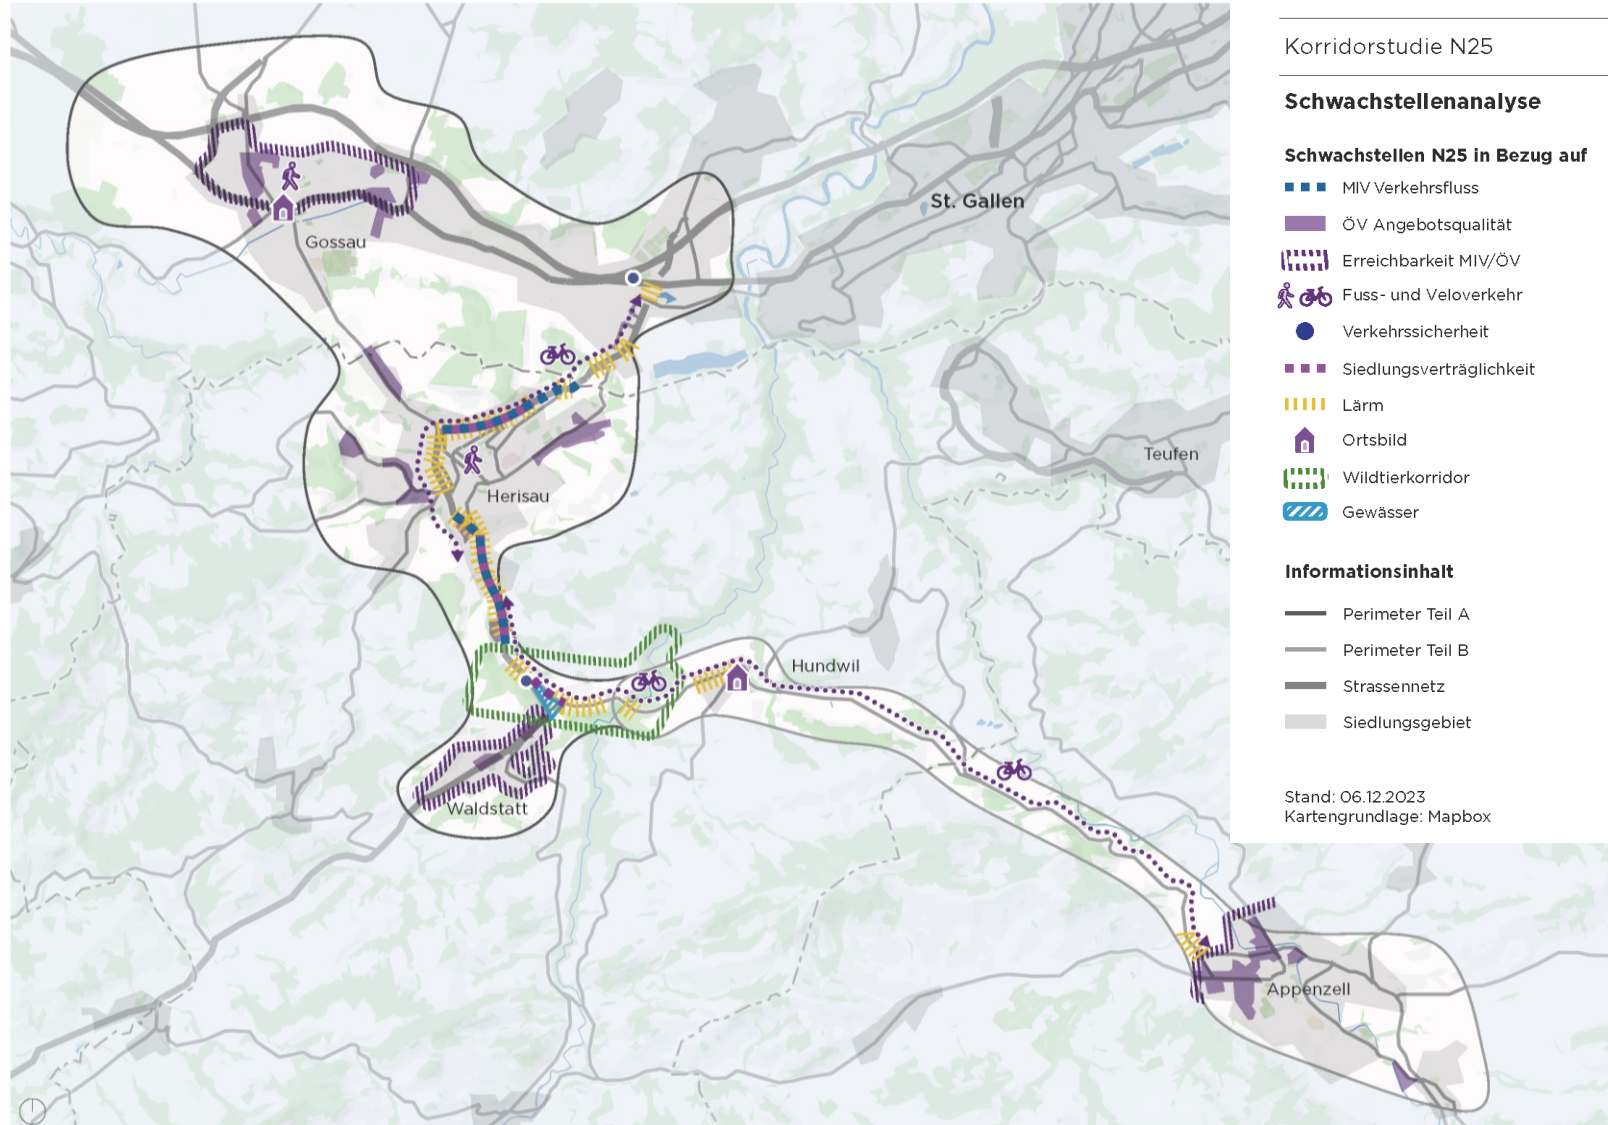 Korridorstudie N25
Schwachstellenanalyse
Schwachstellen N25 in Bezug auf
MIV Verkehrsfluss
ÖV Angebotsqualität
Erreichbarkeit MIV/ÖV
Fuss- und Veloverkehr
Verkehrssicherheit
Siedlungsverträglichkeit
Lärm
Ortsbild
Wildtierkorridor
Gewässer
Informationsinhalt
Perimeter Teil A
Perimeter Teil B
Strassennetz
Siedlungsgebiet
Stand: 06.12.2023
Kartengrundlage: Mapbox
St. Gallen
Gossau
Teufen
Herisau
Hundwil
Waldstatt
Appenzell